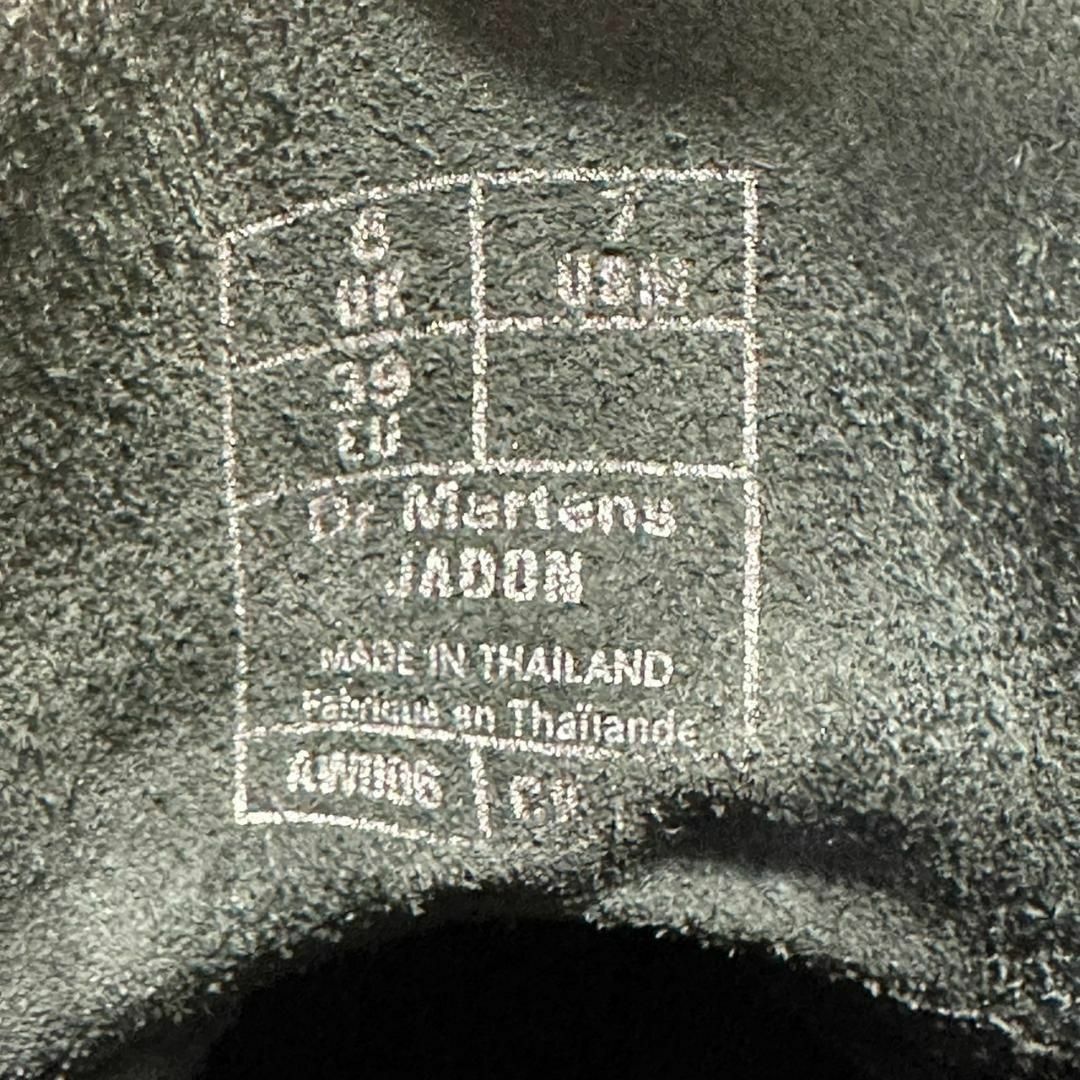 6 7
UK USM
39
EU
Dr Martens
JADON
MADE IN THAILAND
Fabriqué en Thaïlande
AW006